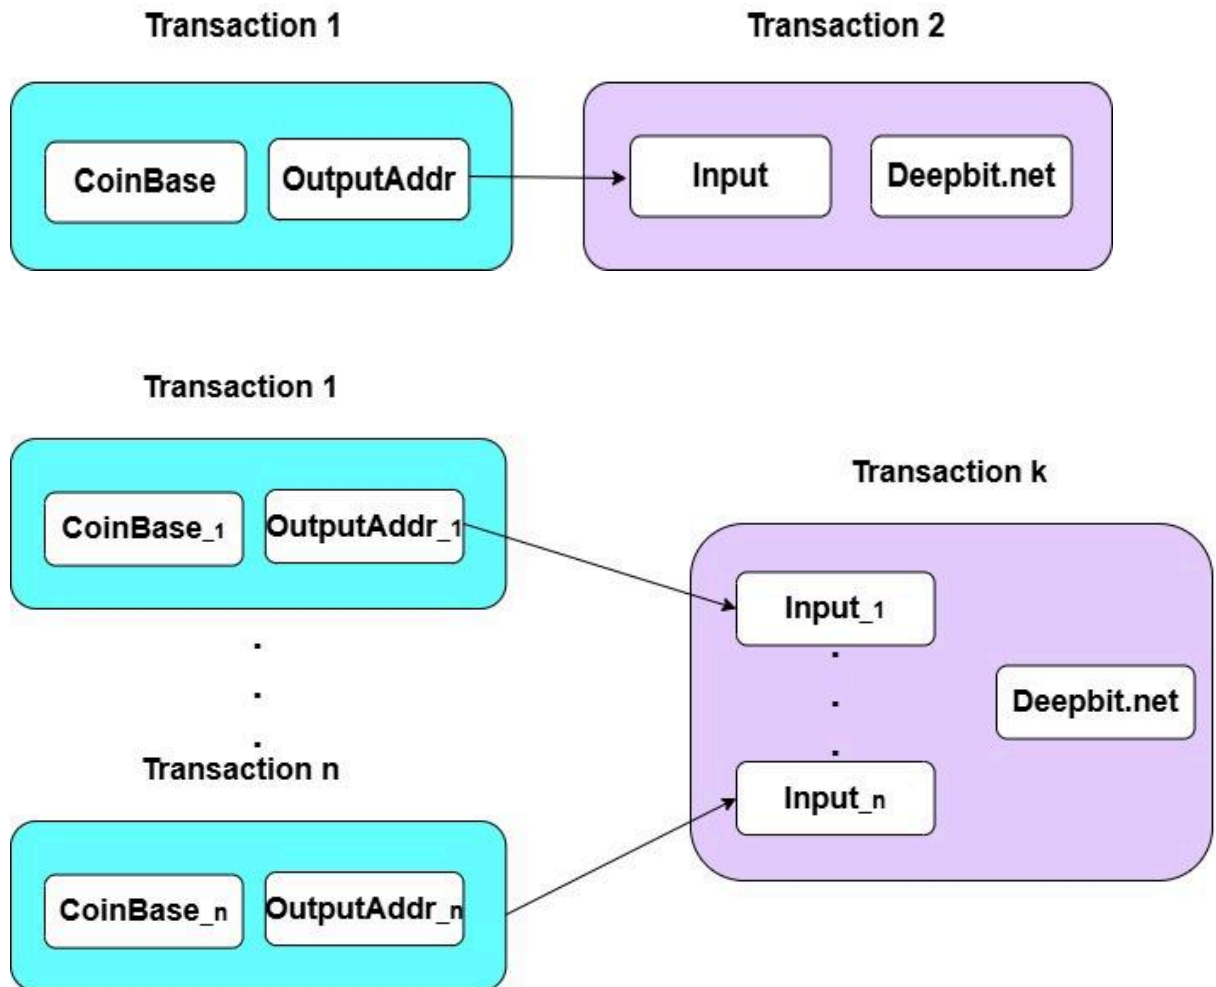 Transaction 1
Transaction 2
CoinBase
OutputAddr
Input
Deepbit.net
Transaction 1
Transaction k
CoinBase_1
OutputAddr_1
Input_1
Deepbit.net
Transaction n
Input_n
CoinBase_n
OutputAddr_n